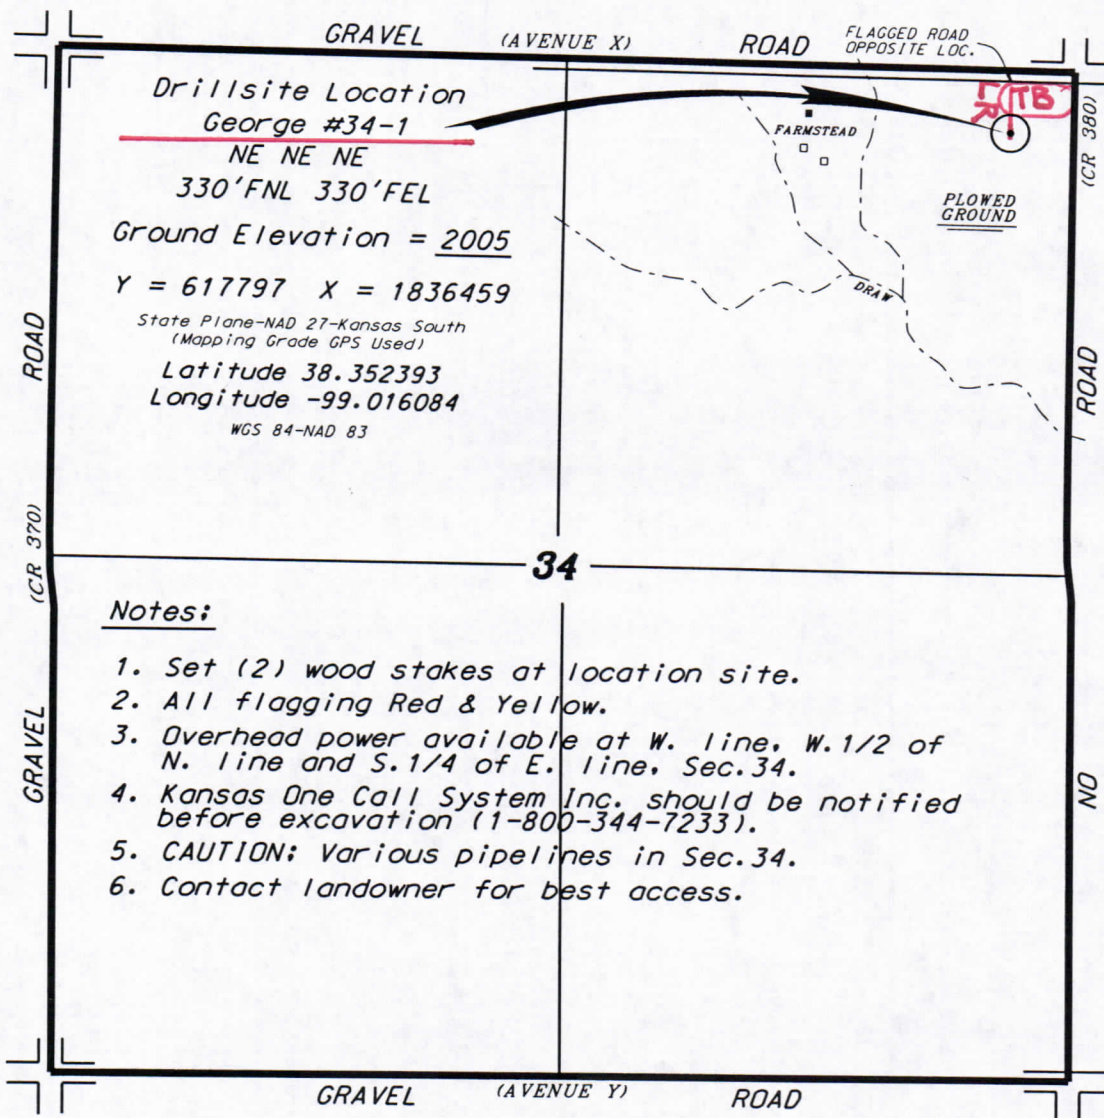 GRAVEL (AVENUE X) ROAD
FLAGGED ROAD
OPPOSITE LOC.
Drillsite Location
George #34-1
NE NE NE
330'FNL 330'FEL
Ground Elevation = 2005
Y = 617797 X = 1836459
State Plane-NAD 27-Kansas South
(Mapping Grade GPS Used)
Latitude 38.352393
Longitude -99.016084
WGS 84-NAD 83
FARMSTEAD
TB
PLOWED
GROUND
DRAW
(CR 380)
ROAD
NO
ROAD
(CR 370)
GRAVEL
34
Notes:
1. Set (2) wood stakes at location site.
2. All flagging Red & Yellow.
3. Overhead power available at W. line, W.1/2 of
N. line and S.1/4 of E. line, Sec.34.
4. Kansas One Call System Inc. should be notified
before excavation (1-800-344-7233).
5. CAUTION: Various pipelines in Sec.34.
6. Contact landowner for best access.
GRAVEL (AVENUE Y) ROAD